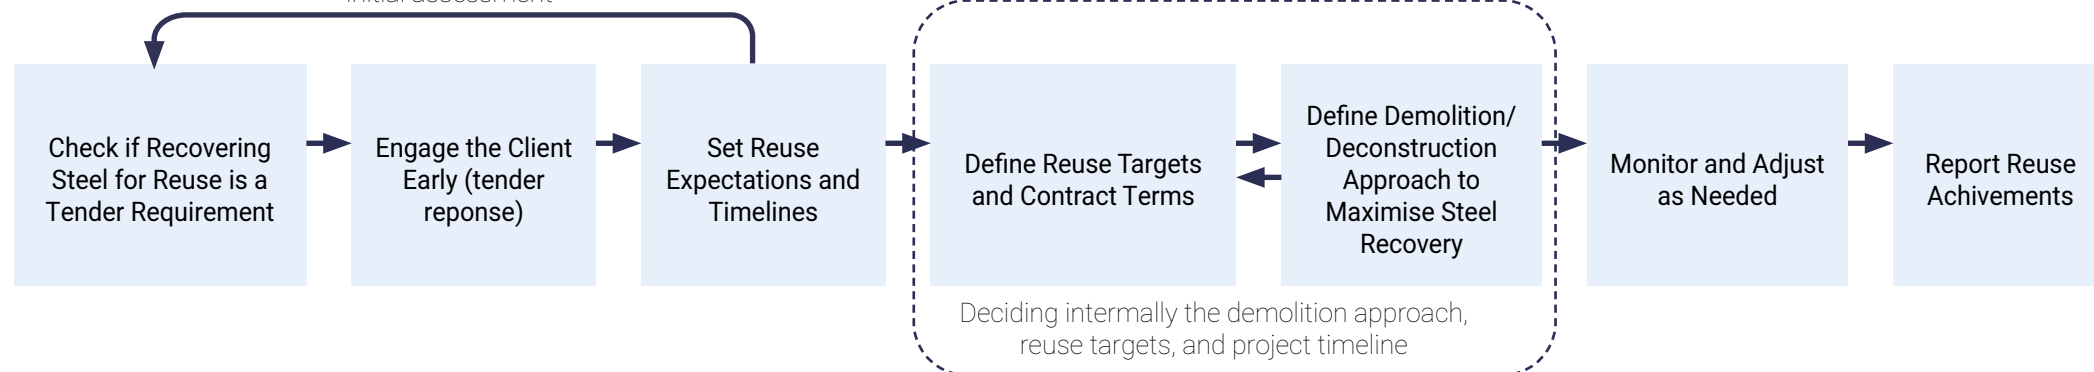 initial assessment
Check if Recovering
Steel for Reuse is a
Tender Requirement
Engage the Client
Early (tender
reponse)
Set Reuse
Expectations and
Timelines
Define Reuse Targets
and Contract Terms
Define Demolition/
Deconstruction
Approach to
Maximise Steel
Recovery
Monitor and Adjust
as Needed
Report Reuse
Achivements
Deciding intermally the demolition approach,
reuse targets, and project timeline